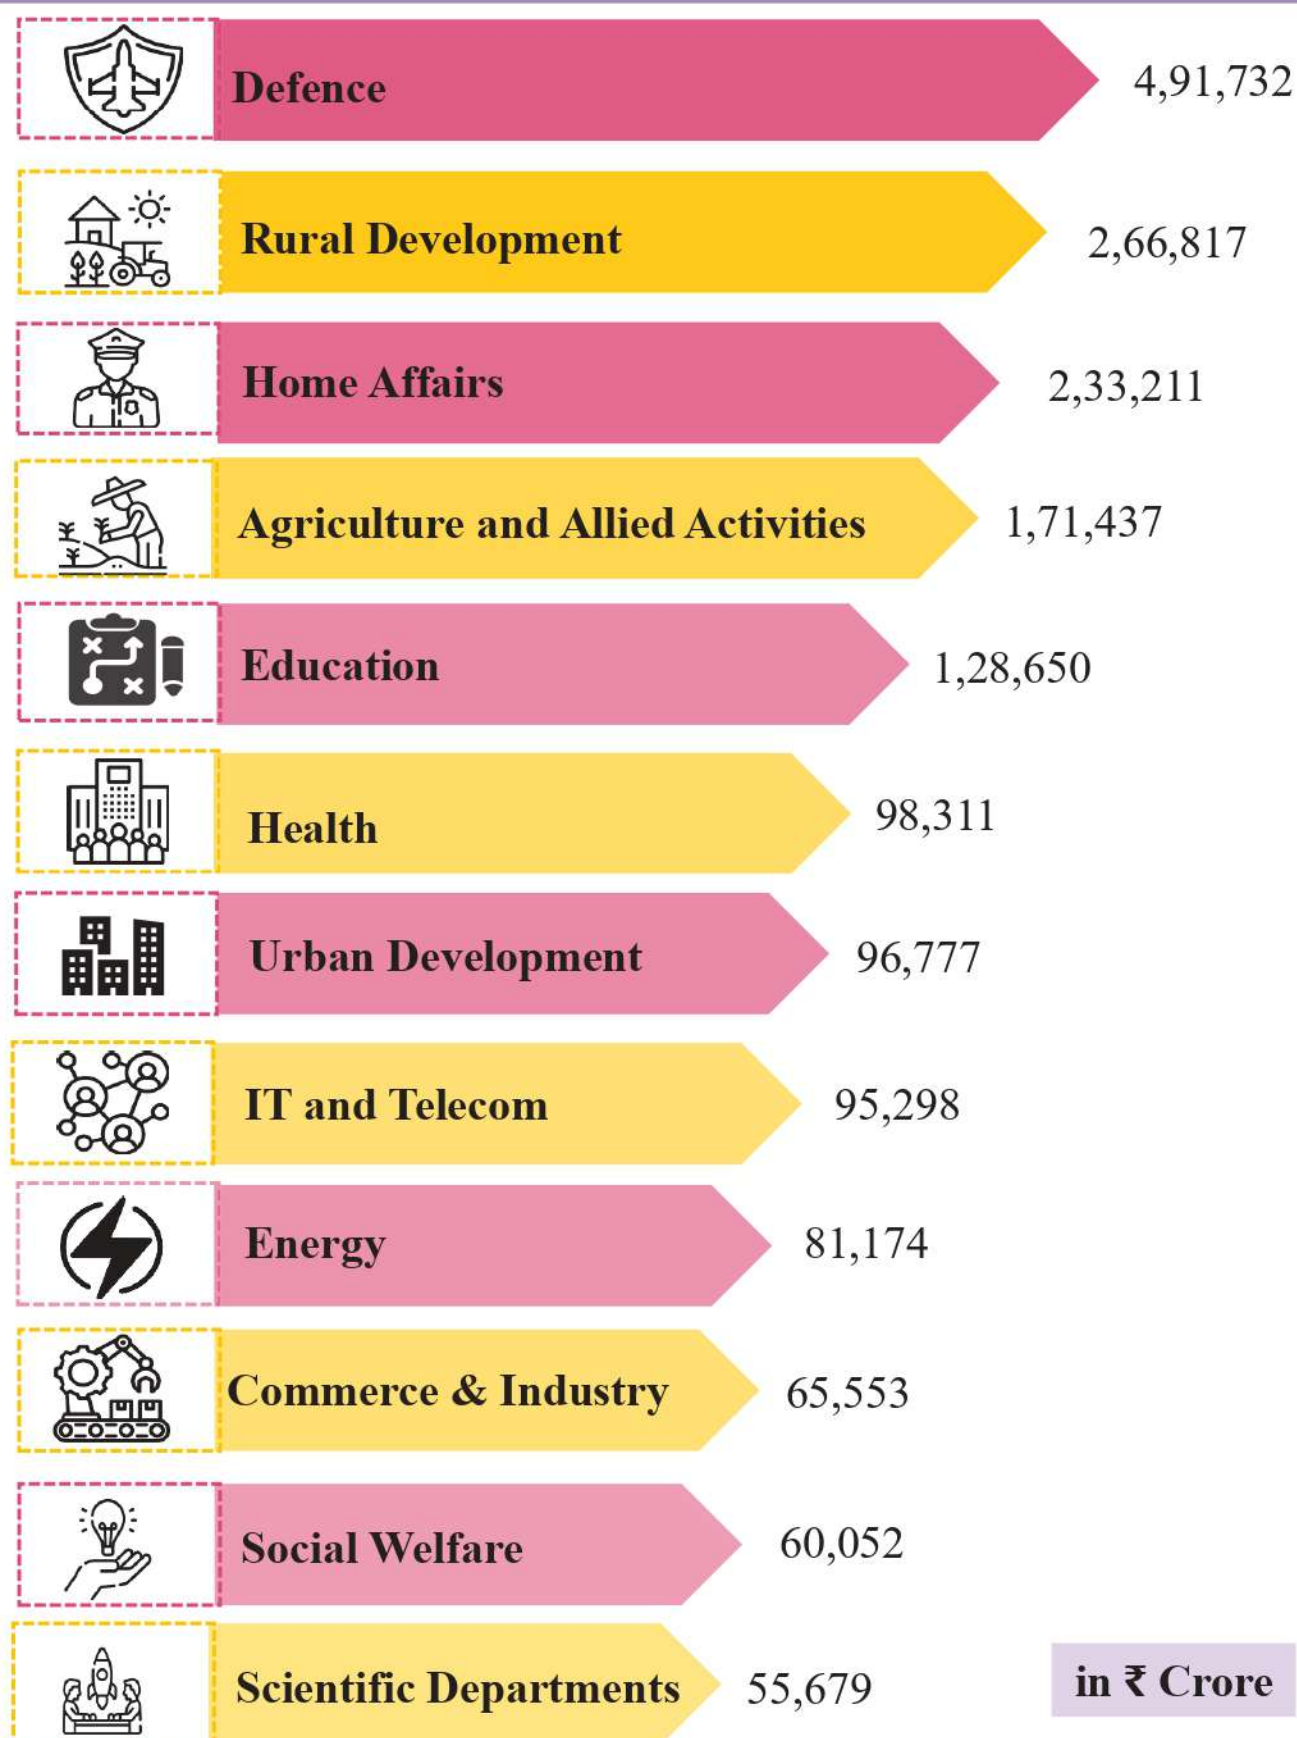 Defence 4,91,732
Rural Development 2,66,817
Home Affairs 2,33,211
Agriculture and Allied Activities 1,71,437
Education 1,28,650
Health 98,311
Urban Development 96,777
IT and Telecom 95,298
Energy 81,174
Commerce & Industry 65,553
Social Welfare 60,052
Scientific Departments 55,679
in ₹ Crore